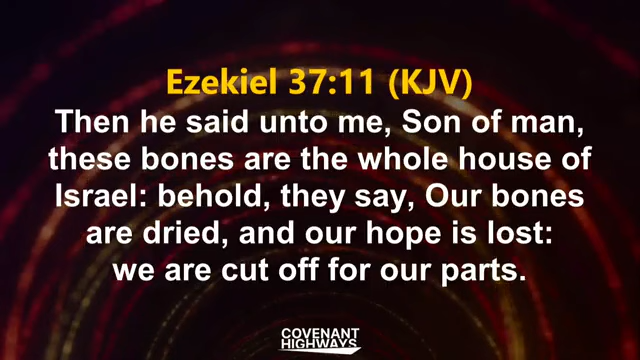 Ezekiel 37:11 (KJV)
Then he said unto me, Son of man,
these bones are the whole house of
Israel: behold, they say, Our bones
are dried, and our hope is lost:
we are cut off for our parts.
COVENANT
HIGHWAYS